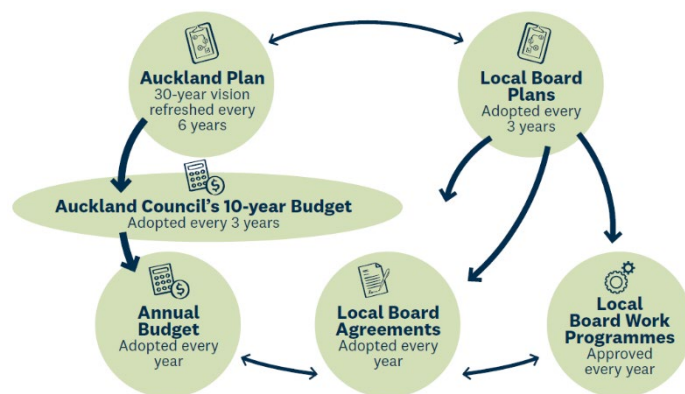 Auckland Plan
30-year vision
refreshed every
6 years
Local Board
Plans
Adopted every
3 years
$
Auckland Council's 10-year Budget
Adopted every 3 years
$
Annual
Budget
Adopted every
year
Local Board
Agreements
Adopted every
year
Local
Board Work
Programmes
Approved
every year